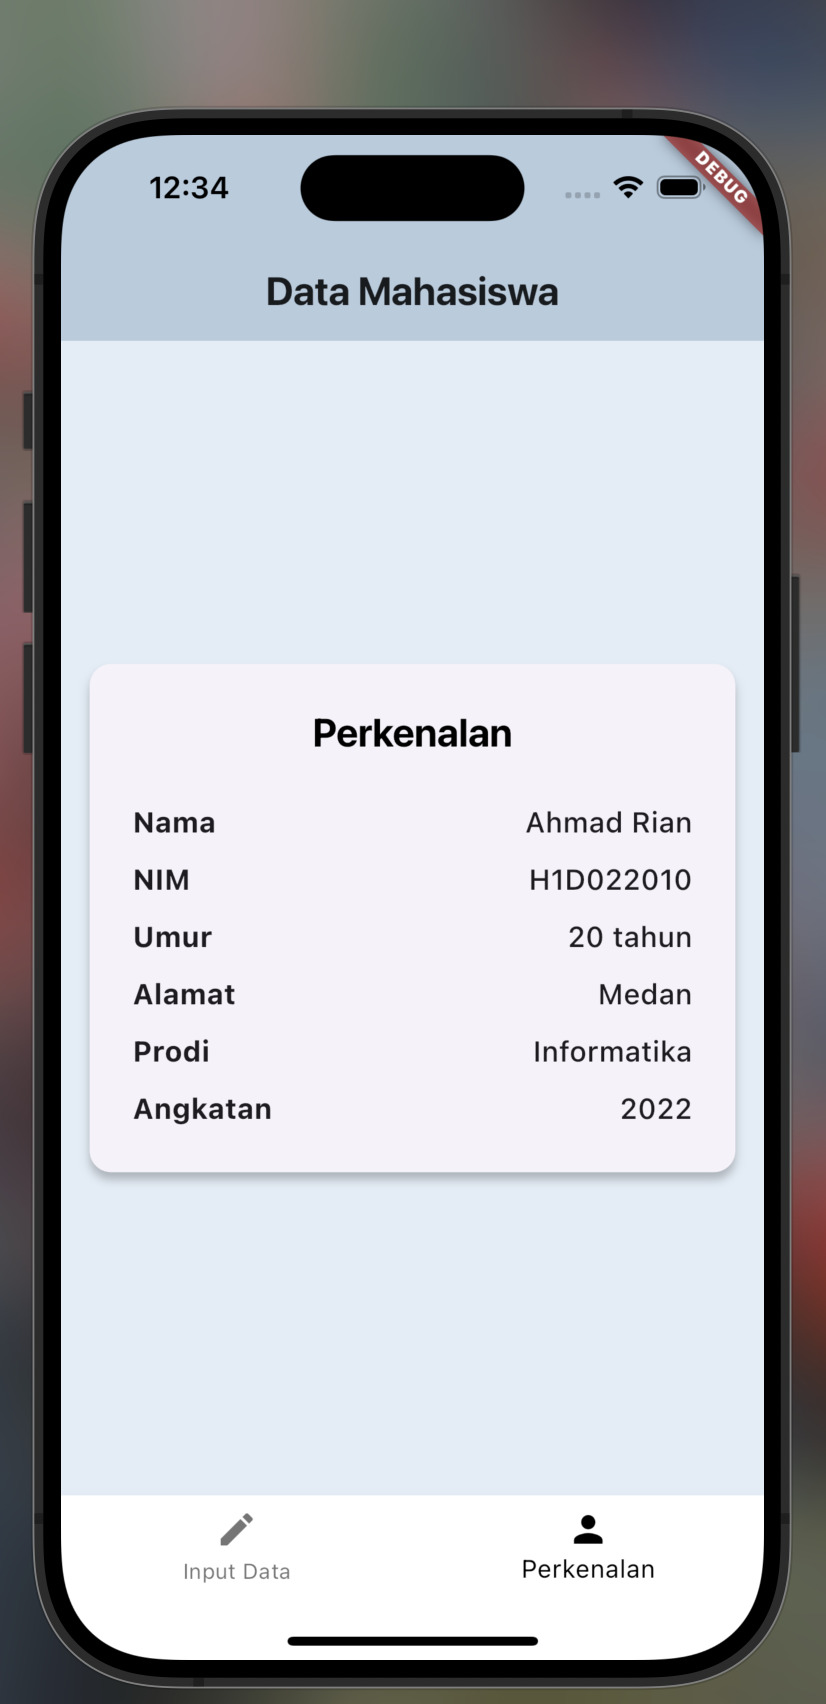 12:34
DEBUG
Data Mahasiswa
Perkenalan
Nama Ahmad Rian
NIM H1D022010
Umur 20 tahun
Alamat Medan
Prodi Informatika
Angkatan 2022
Input Data Perkenalan